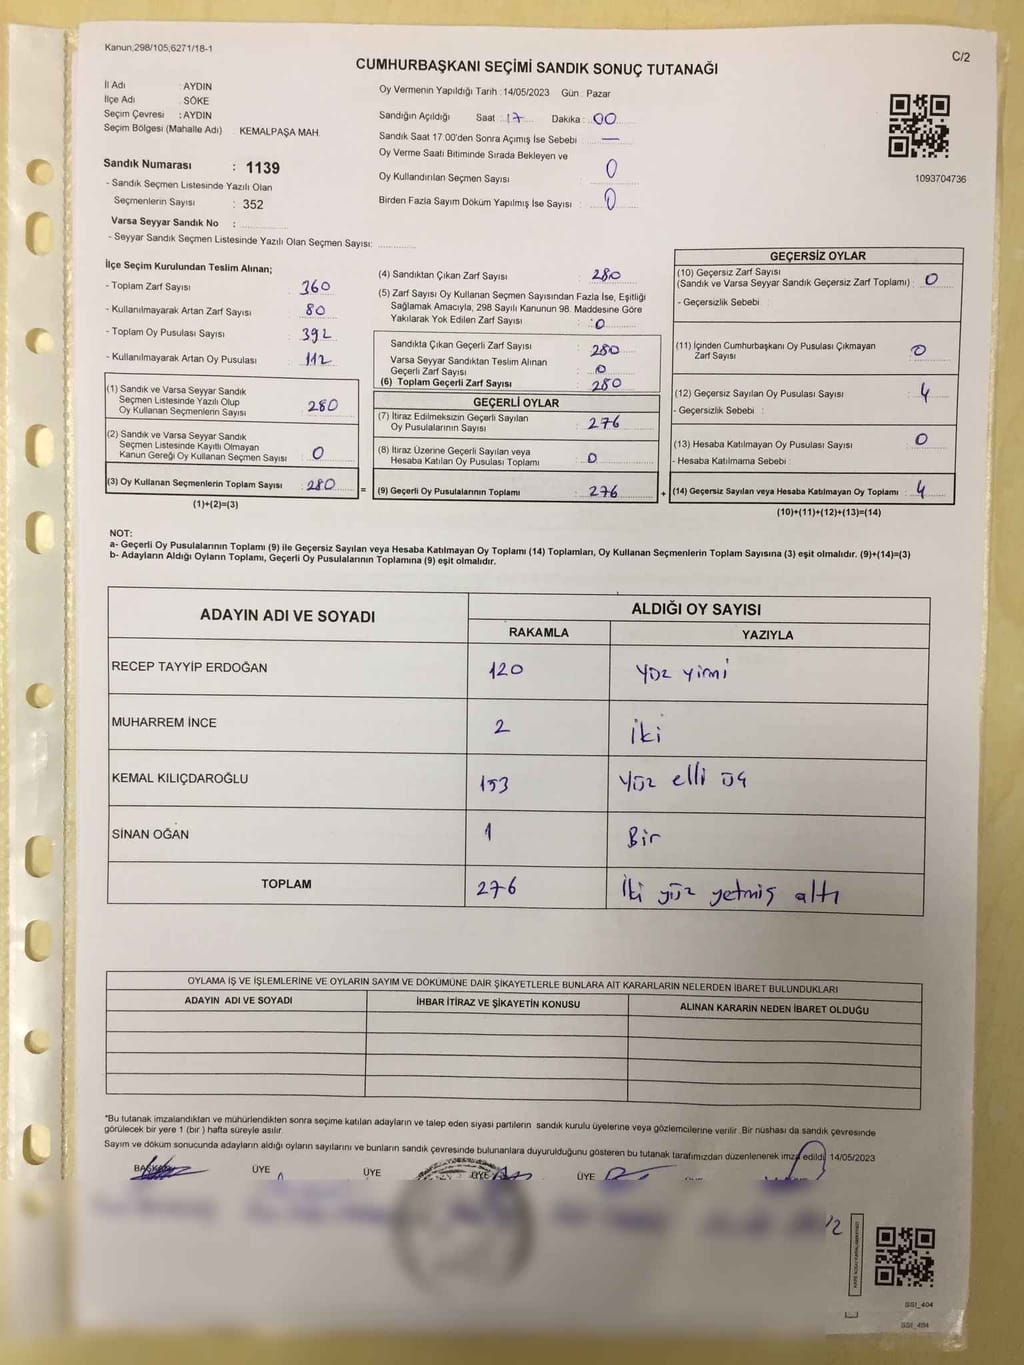 Kanun,298/105,6271/18-1
C/2
CUMHURBAŞKANI SEÇİMİ SANDIK SONUÇ TUTANAĞI
İl Adı : AYDIN
İlçe Adı : SÖKE
Seçim Çevresi : AYDIN
Seçim Bölgesi (Mahalle Adı) : KEMALPAŞA MAH.
Sandık Numarası : 1139
- Sandık Seçmen Listesinde Yazılı Olan
Seçmenlerin Sayısı : 352
Varsa Seyyar Sandık No :
- Seyyar Sandık Seçmen Listesinde Yazılı Olan Seçmen Sayısı:
Oy Vermenin Yapıldığı Tarih : 14/05/2023 Gün : Pazar
Sandığın Açıldığı Saat : 17 Dakika : 00
Sandık Saat 17:00'den Sonra Açımış İse Sebebi : —
Oy Verme Saati Bitiminde Sırada Bekleyen ve
Oy Kullandırılan Seçmen Sayısı : 0
Birden Fazla Sayım Döküm Yapılmış İse Sayısı : 0
1093704736
İlçe Seçim Kurulundan Teslim Alınan;
- Toplam Zarf Sayısı : 360
- Kullanılmayarak Artan Zarf Sayısı : 80
- Toplam Oy Pusulası Sayısı : 392
- Kullanılmayarak Artan Oy Pusulası : 112
(1) Sandık ve Varsa Seyyar Sandık
Seçmen Listesinde Yazılı Olup
Oy Kullanan Seçmenlerin Sayısı : 280
(2) Sandık ve Varsa Seyyar Sandık
Seçmen Listesinde Kayıtlı Olmayan
Kanun Gereği Oy Kullanan Seçmen Sayısı : 0
(3) Oy Kullanan Seçmenlerin Toplam Sayısı : 280 =
(1)+(2)=(3)
(4) Sandıktan Çıkan Zarf Sayısı : 280
(5) Zarf Sayısı Oy Kullanan Seçmen Sayısından Fazla İse, Eşitliği
Sağlamak Amacıyla, 298 Sayılı Kanunun 98. Maddesine Göre
Yakılarak Yok Edilen Zarf Sayısı : 0
Sandıkta Çıkan Geçerli Zarf Sayısı : 280
Varsa Seyyar Sandıktan Teslim Alınan
Geçerli Zarf Sayısı : 0
(6) Toplam Geçerli Zarf Sayısı : 280
GEÇERLİ OYLAR
(7) İtiraz Edilmeksizin Geçerli Sayılan
Oy Pusulalarının Sayısı : 276
(8) İtiraz Üzerine Geçerli Sayılan veya
Hesaba Katılan Oy Pusulası Toplamı : 0
(9) Geçerli Oy Pusulalarının Toplamı : 276 +
GEÇERSİZ OYLAR
(10) Geçersiz Zarf Sayısı
(Sandık ve Varsa Seyyar Sandık Geçersiz Zarf Toplamı) : 0
- Geçersizlik Sebebi :
(11) İçinden Cumhurbaşkanı Oy Pusulası Çıkmayan
Zarf Sayısı : 0
(12) Geçersiz Sayılan Oy Pusulası Sayısı : 4
- Geçersizlik Sebebi :
(13) Hesaba Katılmayan Oy Pusulası Sayısı : 0
- Hesaba Katılmama Sebebi :
(14) Geçersiz Sayılan veya Hesaba Katılmayan Oy Toplamı : 4
(10)+(11)+(12)+(13)=(14)
NOT:
a- Geçerli Oy Pusulalarının Toplamı (9) ile Geçersiz Sayılan veya Hesaba Katılmayan Oy Toplamı (14) Toplamları, Oy Kullanan Seçmenlerin Toplam Sayısına (3) eşit olmalıdır. (9)+(14)=(3)
b- Adayların Aldığı Oyların Toplamı, Geçerli Oy Pusulalarının Toplamına (9) eşit olmalıdır.
ADAYIN ADI VE SOYADI ALDIĞI OY SAYISI
RAKAMLA YAZIYLA
RECEP TAYYİP ERDOĞAN 120 yüz yirmi
MUHARREM İNCE 2 iki
KEMAL KILIÇDAROĞLU 153 yüz elli üç
SİNAN OĞAN 1 Bir
TOPLAM 276 iki yüz yetmiş altı
OYLAMA İŞ VE İŞLEMLERİNE VE OYLARIN SAYIM VE DÖKÜMÜNE DAİR ŞİKAYETLERLE BUNLARA AİT KARARLARIN NELERDEN İBARET BULUNDUKLARI
ADAYIN ADI VE SOYADI İHBAR İTİRAZ VE ŞİKAYETİN KONUSU ALINAN KARARIN NEDEN İBARET OLDUĞU
*Bu tutanak imzalandıktan ve mühürlendikten sonra seçime katılan adayların ve talep eden siyasi partilerin sandık kurulu üyelerine veya gözlemcilerine verilir. Bir nüshası da sandık çevresinde
görülecek bir yere 1 (bir) hafta süreyle asılır.
Sayım ve döküm sonucunda adayların aldığı oyların sayılarını ve bunların sandık çevresinde bulunanlara duyurulduğunu gösteren bu tutanak tarafımızdan düzenlenerek imza edildi. 14/05/2023
BAŞKAN ÜYE ÜYE ÜYE ÜYE
SSI_404
SSI_404